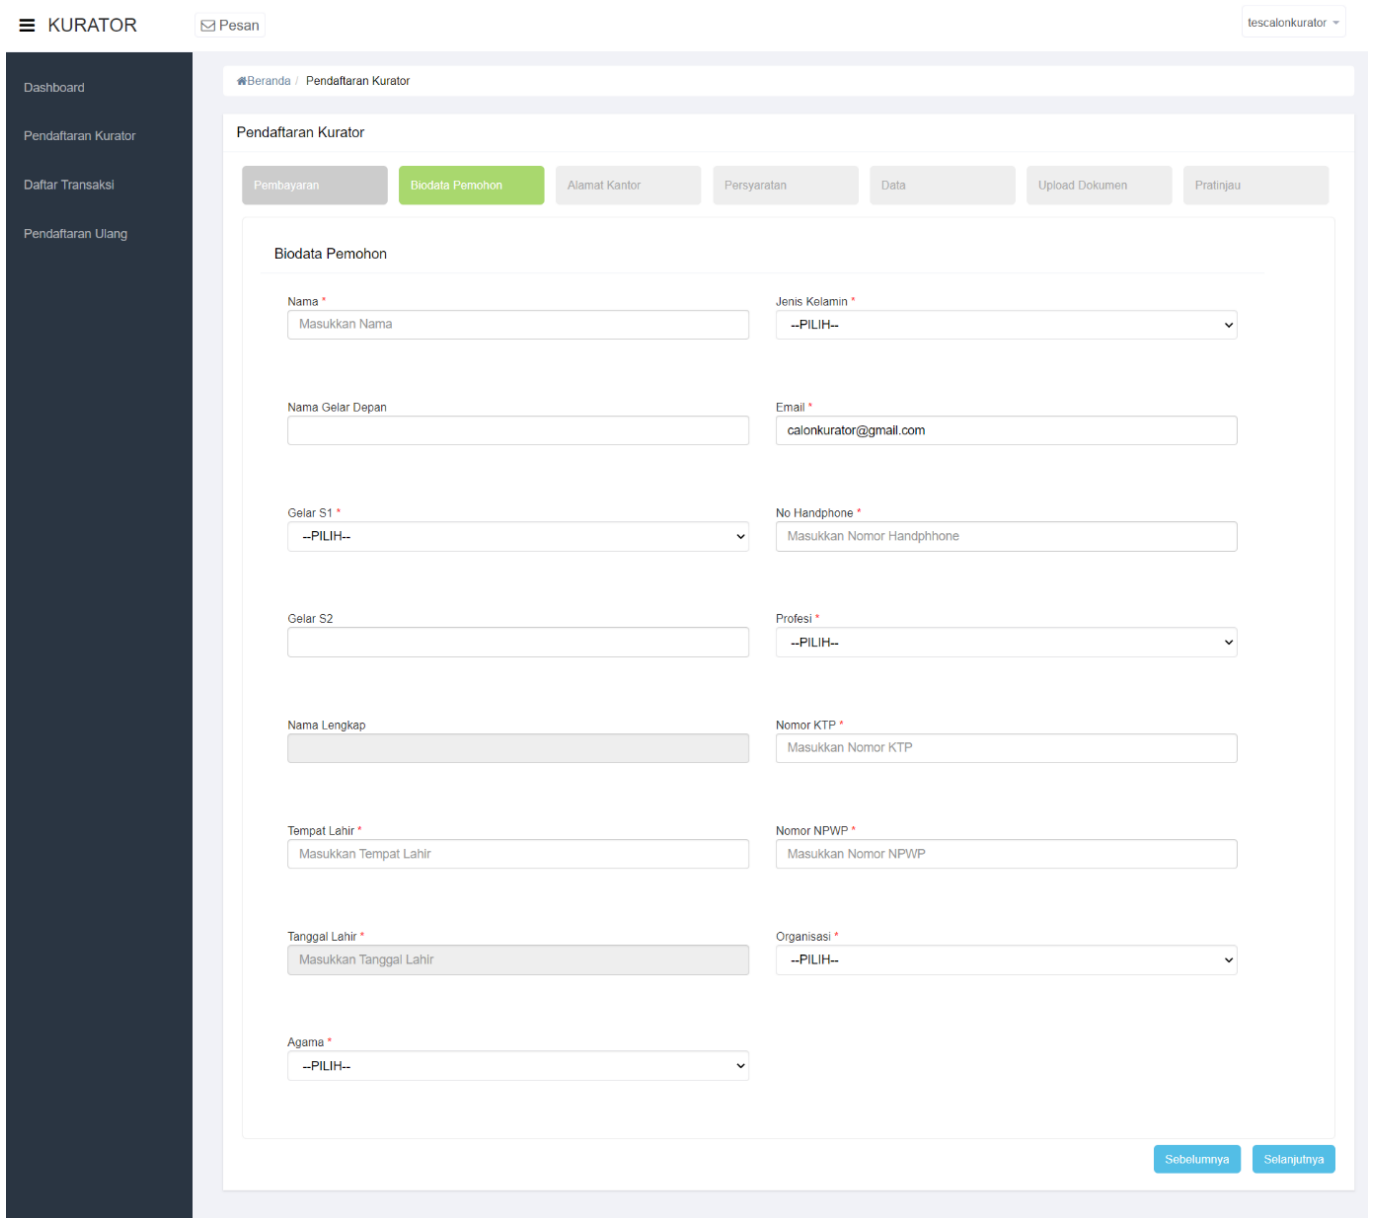 KURATOR
Pesan
tescalonkurator
Dashboard
Pendaftaran Kurator
Daftar Transaksi
Pendaftaran Ulang
Beranda / Pendaftaran Kurator
Pendaftaran Kurator
Pembayaran Biodata Pemohon Alamat Kantor Persyaratan Data Upload Dokumen Pratinjau
Biodata Pemohon
Nama *
Masukkan Nama
Jenis Kelamin *
--PILIH--
Nama Gelar Depan
Email *
calonkurator@gmail.com
Gelar S1 *
--PILIH--
No Handphone *
Masukkan Nomor Handphhone
Gelar S2
Profesi *
--PILIH--
Nama Lengkap
Nomor KTP *
Masukkan Nomor KTP
Tempat Lahir *
Masukkan Tempat Lahir
Nomor NPWP *
Masukkan Nomor NPWP
Tanggal Lahir *
Masukkan Tanggal Lahir
Organisasi *
--PILIH--
Agama *
--PILIH--
Sebelumnya Selanjutnya